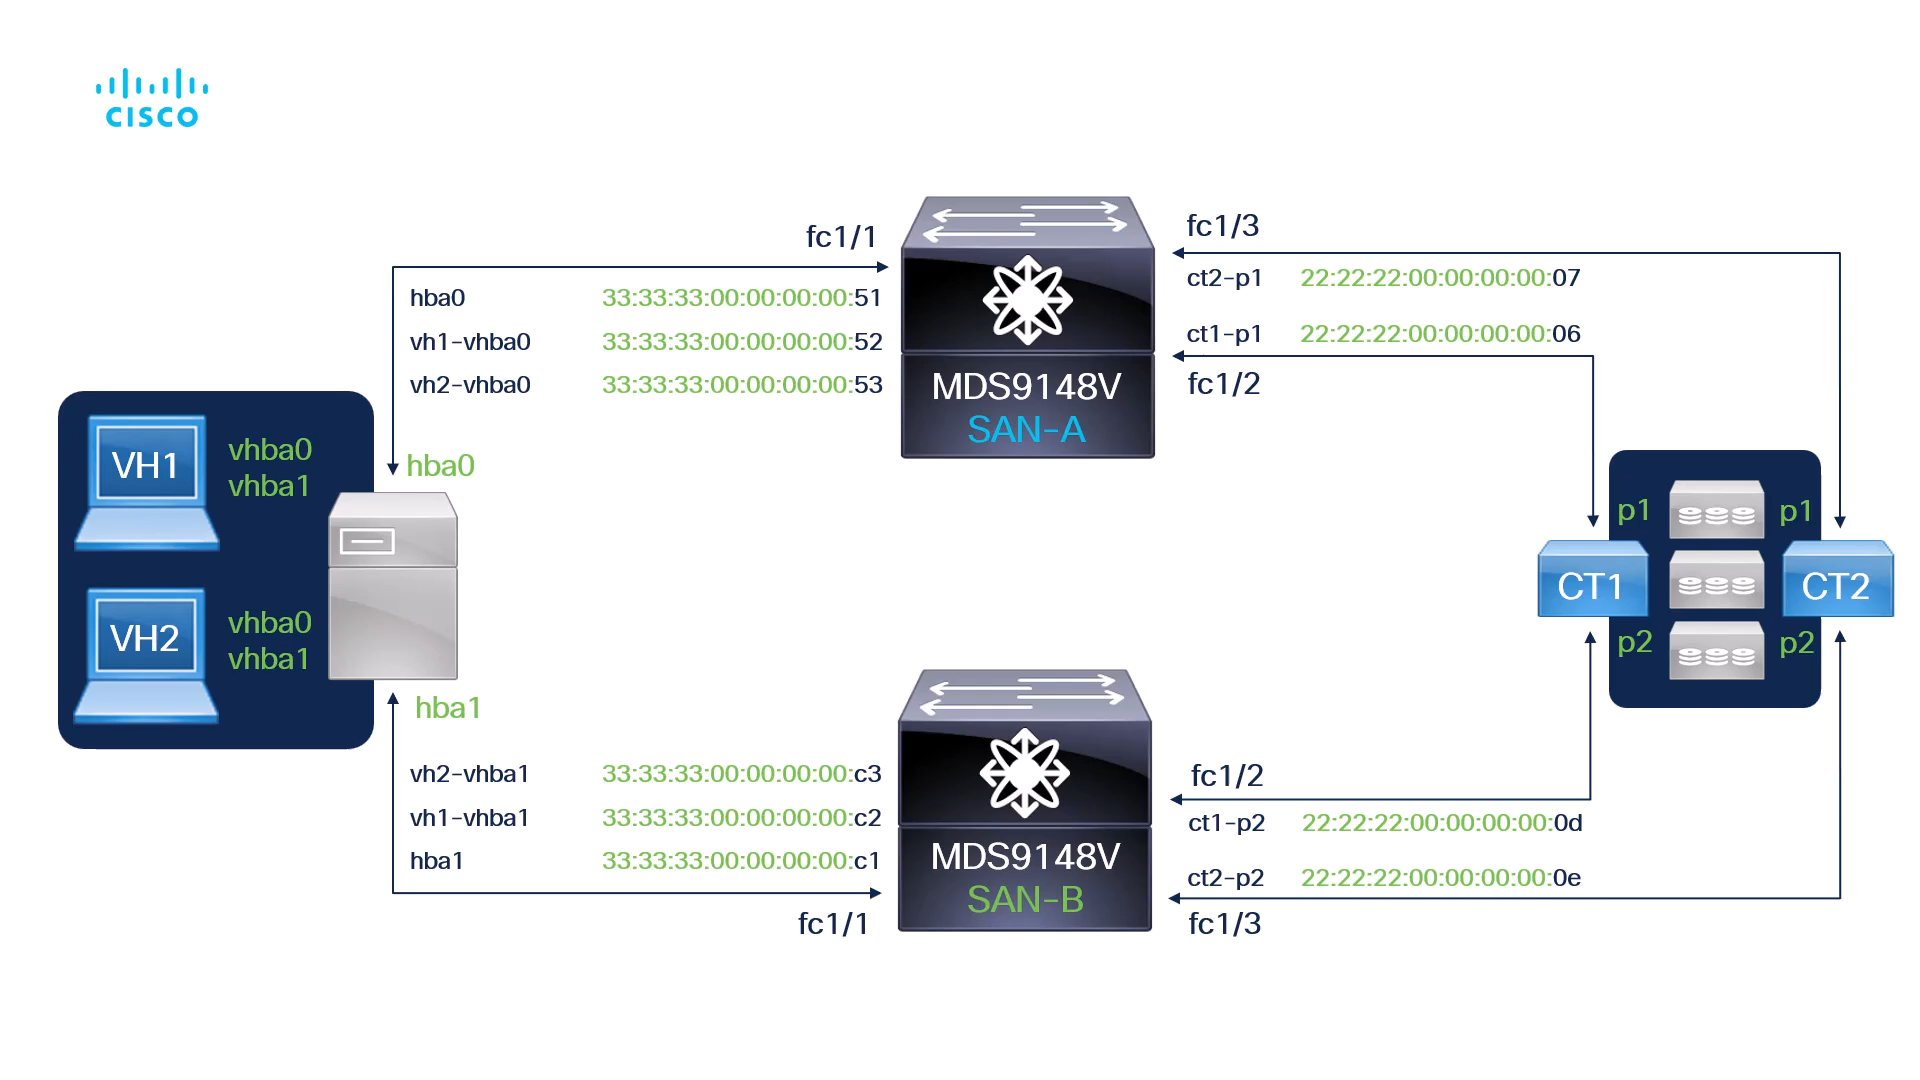 CISCO
fc1/1
hba0 33:33:33:00:00:00:00:51
vh1-vhba0 33:33:33:00:00:00:00:52
vh2-vhba0 33:33:33:00:00:00:00:53
MDS9148V
SAN-A
fc1/3
ct2-p1 22:22:22:00:00:00:00:07
ct1-p1 22:22:22:00:00:00:00:06
fc1/2
VH1
vhba0
vhba1
hba0
VH2
vhba0
vhba1
hba1
p1
p1
CT1
CT2
p2
p2
vh2-vhba1 33:33:33:00:00:00:00:c3
vh1-vhba1 33:33:33:00:00:00:00:c2
hba1 33:33:33:00:00:00:00:c1
fc1/1
MDS9148V
SAN-B
fc1/2
ct1-p2 22:22:22:00:00:00:00:0d
ct2-p2 22:22:22:00:00:00:00:0e
fc1/3